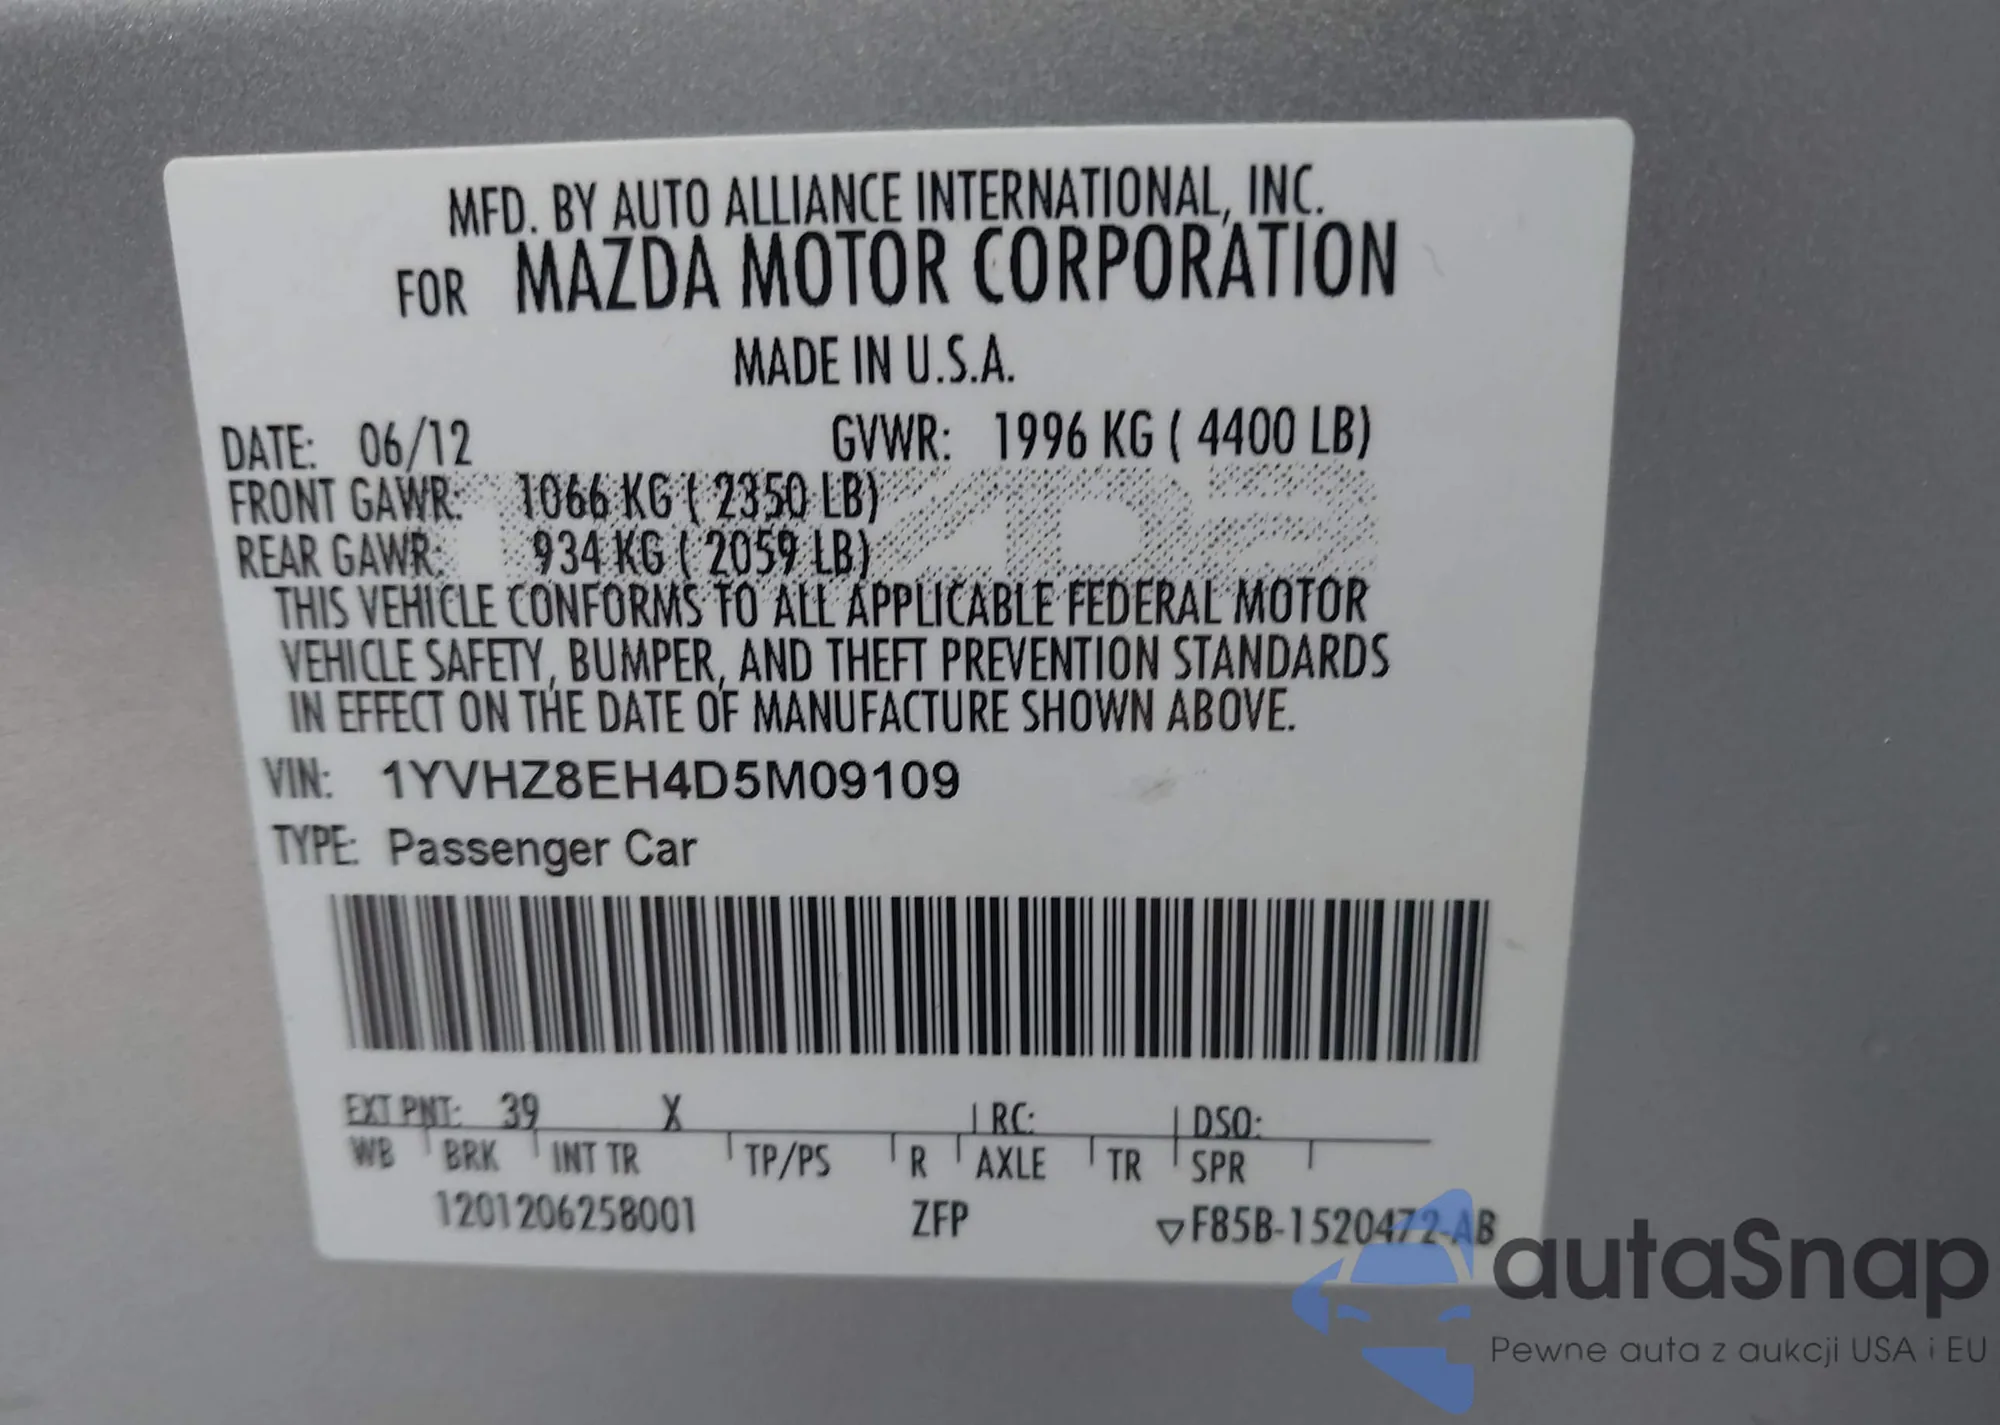 MFD. BY AUTO ALLIANCE INTERNATIONAL, INC.
FOR MAZDA MOTOR CORPORATION
MADE IN U.S.A.
DATE: 06/12 GVWR: 1996 KG ( 4400 LB)
FRONT GAWR: 1066 KG ( 2350 LB)
REAR GAWR: 934 KG ( 2059 LB)
THIS VEHICLE CONFORMS TO ALL APPLICABLE FEDERAL MOTOR
VEHICLE SAFETY, BUMPER, AND THEFT PREVENTION STANDARDS
IN EFFECT ON THE DATE OF MANUFACTURE SHOWN ABOVE.
VIN: 1YVHZ8EH4D5M09109
TYPE: Passenger Car
EXT PNT: 39 X RC: DSO:
WB BRK INT TR TP/PS R AXLE TR SPR
1201206258001 ZFP ▽F85B-1520472-AB
autaSnap
Pewne auta z aukcji USA i EU